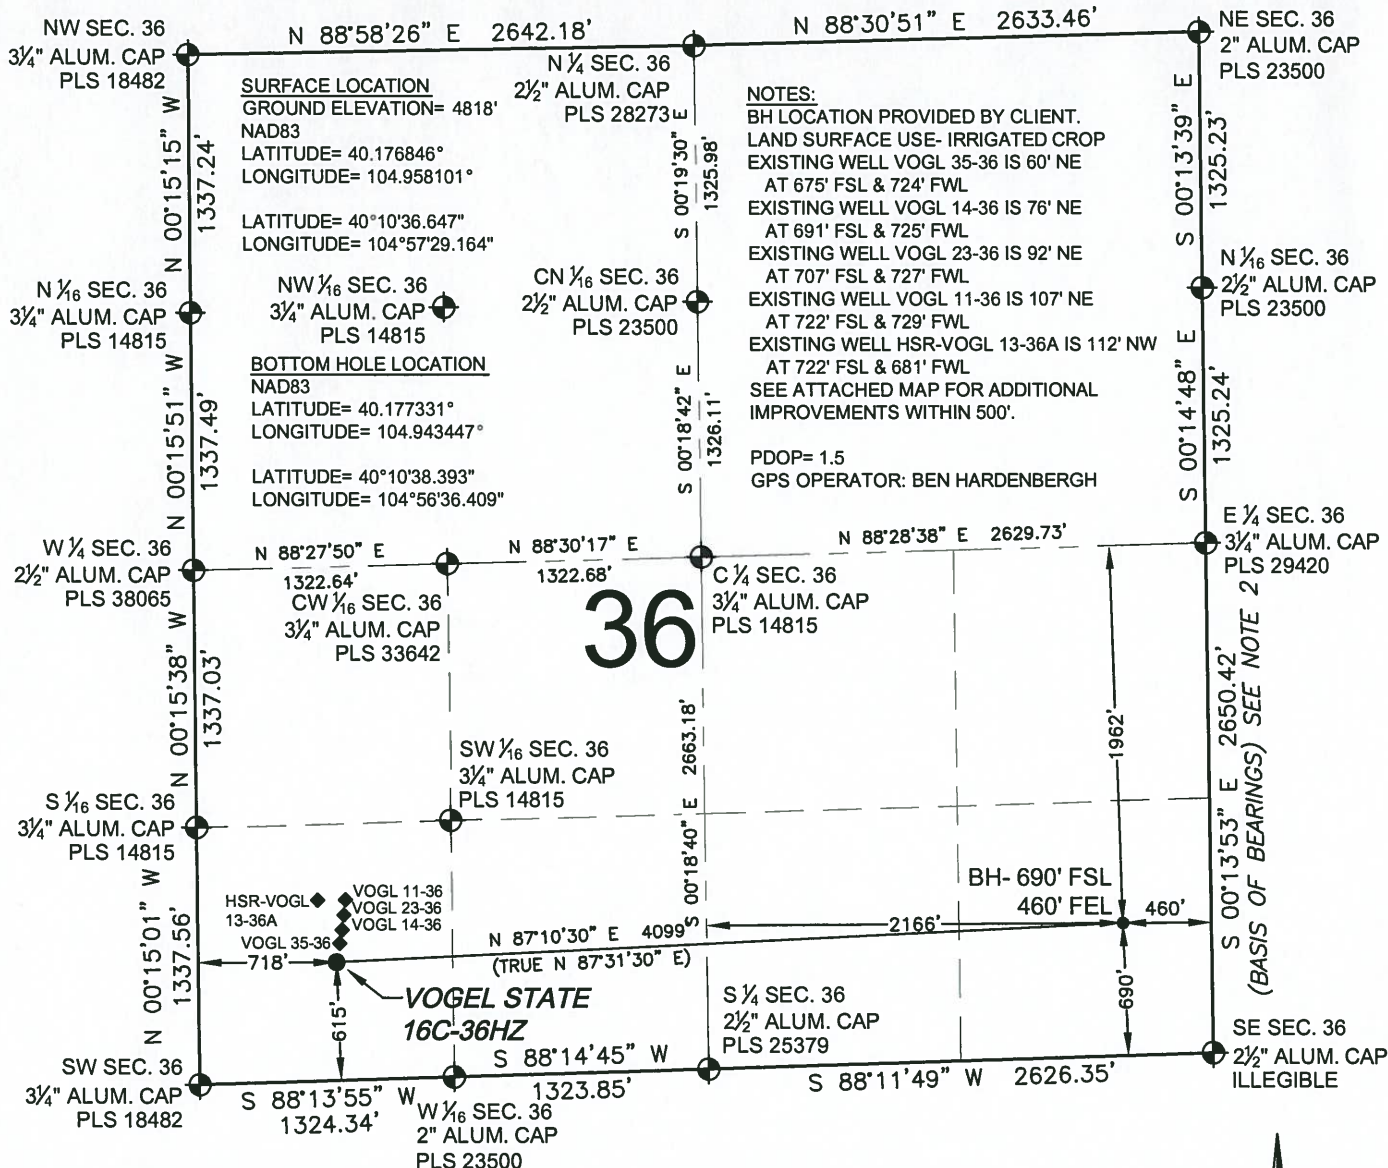 NW SEC. 36
3¼" ALUM. CAP
PLS 18482
N 88°58'26" E 2642.18'
N ¼ SEC. 36
2½" ALUM. CAP
PLS 28273
N 88°30'51" E 2633.46'
NE SEC. 36
2" ALUM. CAP
PLS 23500
SURFACE LOCATION
GROUND ELEVATION= 4818'
NAD83
LATITUDE= 40.176846°
LONGITUDE= 104.958101°
LATITUDE= 40°10'36.647"
LONGITUDE= 104°57'29.164"
NOTES:
BH LOCATION PROVIDED BY CLIENT.
LAND SURFACE USE- IRRIGATED CROP
EXISTING WELL VOGL 35-36 IS 60' NE
AT 675' FSL & 724' FWL
EXISTING WELL VOGL 14-36 IS 76' NE
AT 691' FSL & 725' FWL
EXISTING WELL VOGL 23-36 IS 92' NE
AT 707' FSL & 727' FWL
EXISTING WELL VOGL 11-36 IS 107' NE
AT 722' FSL & 729' FWL
EXISTING WELL HSR-VOGL 13-36A IS 112' NW
AT 722' FSL & 681' FWL
SEE ATTACHED MAP FOR ADDITIONAL
IMPROVEMENTS WITHIN 500'.
PDOP= 1.5
GPS OPERATOR: BEN HARDENBERGH
N 00°15'15" W
1337.24'
S 00°19'30" E
1325.98'
S 00°13'39" E
1325.23'
N 1⁄16 SEC. 36
3¼" ALUM. CAP
PLS 14815
NW 1⁄16 SEC. 36
3¼" ALUM. CAP
PLS 14815
CN 1⁄16 SEC. 36
2½" ALUM. CAP
PLS 23500
N 1⁄16 SEC. 36
2½" ALUM. CAP
PLS 23500
BOTTOM HOLE LOCATION
NAD83
LATITUDE= 40.177331°
LONGITUDE= 104.943447°
LATITUDE= 40°10'38.393"
LONGITUDE= 104°56'36.409"
N 00°15'51" W
1337.49'
S 00°18'42" E
1326.11'
S 00°14'48" E
1325.24'
W ¼ SEC. 36
2½" ALUM. CAP
PLS 38065
N 88°27'50" E
1322.64'
CW 1⁄16 SEC. 36
3¼" ALUM. CAP
PLS 33642
N 88°30'17" E
1322.68'
36
C ¼ SEC. 36
3¼" ALUM. CAP
PLS 14815
N 88°28'38" E 2629.73'
E ¼ SEC. 36
3¼" ALUM. CAP
PLS 29420
N 00°15'38" W
1337.03'
S 00°18'40" E 2663.18'
1962'
S 00°13'53" E 2650.42'
(BASIS OF BEARINGS) SEE NOTE 2
SW 1⁄16 SEC. 36
3¼" ALUM. CAP
PLS 14815
S 1⁄16 SEC. 36
3¼" ALUM. CAP
PLS 14815
N 00°15'01" W
1337.56'
HSR-VOGL
13-36A
VOGL 11-36
VOGL 23-36
VOGL 14-36
VOGL 35-36
BH- 690' FSL
460' FEL
460'
2166'
N 87°10'30" E 4099'
(TRUE N 87°31'30" E)
718'
615'
690'
VOGEL STATE
16C-36HZ
S ¼ SEC. 36
2½" ALUM. CAP
PLS 25379
SE SEC. 36
2½" ALUM. CAP
ILLEGIBLE
SW SEC. 36
3¼" ALUM. CAP
PLS 18482
S 88°13'55" W
1324.34'
W 1⁄16 SEC. 36
2" ALUM. CAP
PLS 23500
S 88°14'45" W
1323.85'
S 88°11'49" W 2626.35'